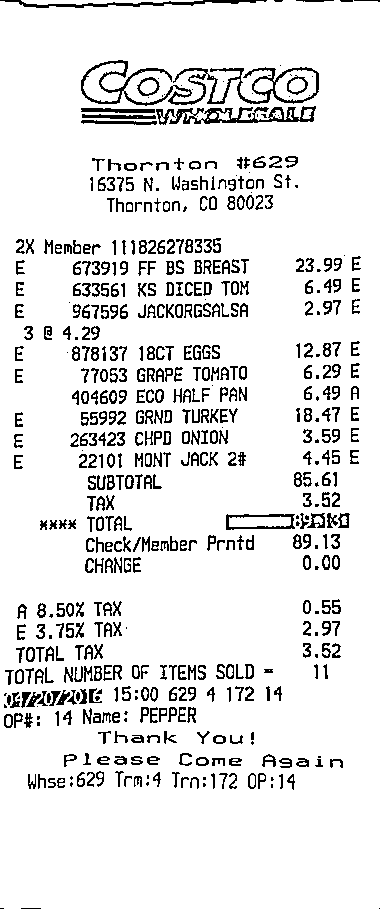 COSTCO
WHOLESALE
Thornton #629
16375 N. Washington St.
Thornton, CO 80023
2X Member 111826278335
E 673919 FF BS BREAST 23.99 E
E 633561 KS DICED TOM 6.49 E
E 967596 JACKORGSALSA 2.97 E
3 @ 4.29
E 878137 18CT EGGS 12.87 E
E 77053 GRAPE TOMATO 6.29 E
404609 ECO HALF PAN 6.49 A
E 55992 GRND TURKEY 18.47 E
E 263423 CHPD ONION 3.59 E
E 22101 MONT JACK 2# 4.45 E
SUBTOTAL 85.61
TAX 3.52
**** TOTAL 89.13
Check/Member Prntd 89.13
CHANGE 0.00
A 8.50% TAX 0.55
E 3.75% TAX 2.97
TOTAL TAX 3.52
TOTAL NUMBER OF ITEMS SOLD = 11
04/20/2016 15:00 629 4 172 14
OP#: 14 Name: PEPPER
Thank You!
Please Come Again
Whse:629 Trm:4 Trn:172 OP:14